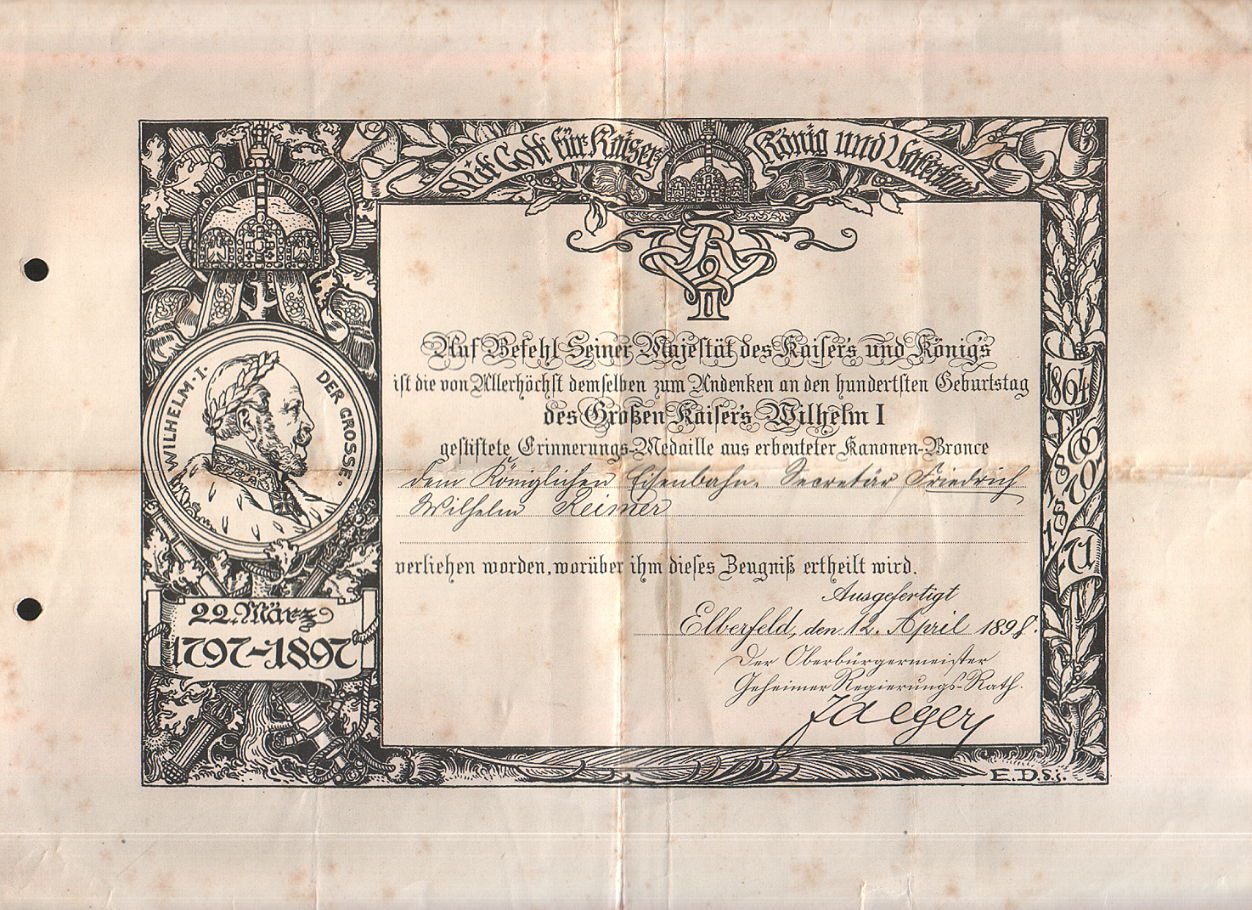 Mit Gott für Kaiser König und Vaterland
WILHELM · I · DER GROSSE ·
22. März
1797-1897
1864
1866
1870
71
II
Auf Befehl Seiner Majestät des Kaisers und Königs
ist die von Allerhöchst demselben zum Andenken an den hundertsten Geburtstag
des Großen Kaisers Wilhelm I
gestiftete Erinnerungs-Medaille aus erbeuteter Kanonen-Bronce
dem Königlichen Eisenbahn-Secretär Friedrich
Wilhelm Reimer
verliehen worden, worüber ihm dieses Zeugniß ertheilt wird.
Ausgefertigt
Elberfeld, den 12. April 1898.
Der Oberbürgermeister
Geheimer Regierungs-Rath.
Jaeger